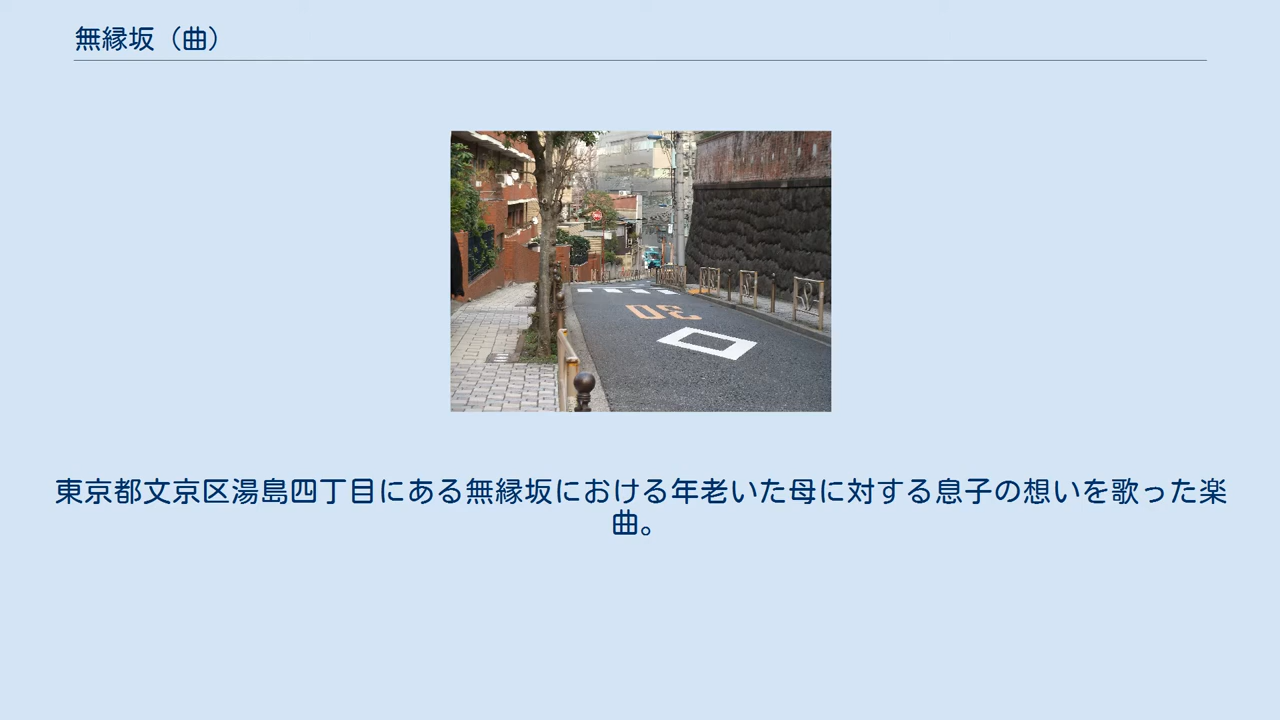 無縁坂（曲）
30
東京都文京区湯島四丁目にある無縁坂における年老いた母に対する息子の想いを歌った楽
曲。